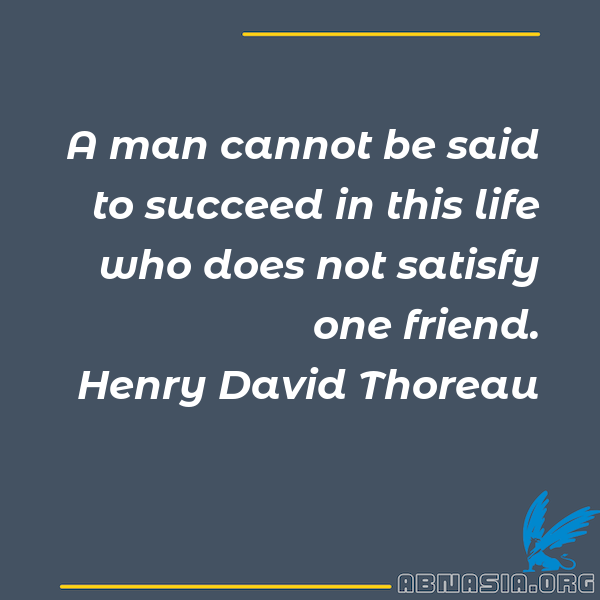 A man cannot be said
to succeed in this life
who does not satisfy
one friend.
Henry David Thoreau
ABNASIA.ORG